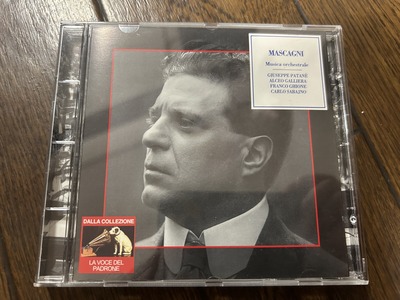 MASCAGNI
Musica orchestrale
GIUSEPPE PATANÈ
ALCEO GALLIERA
FRANCO GHIONE
CARLO SABAJNO
DALLA COLLEZIONE
LA VOCE DEL
PADRONE